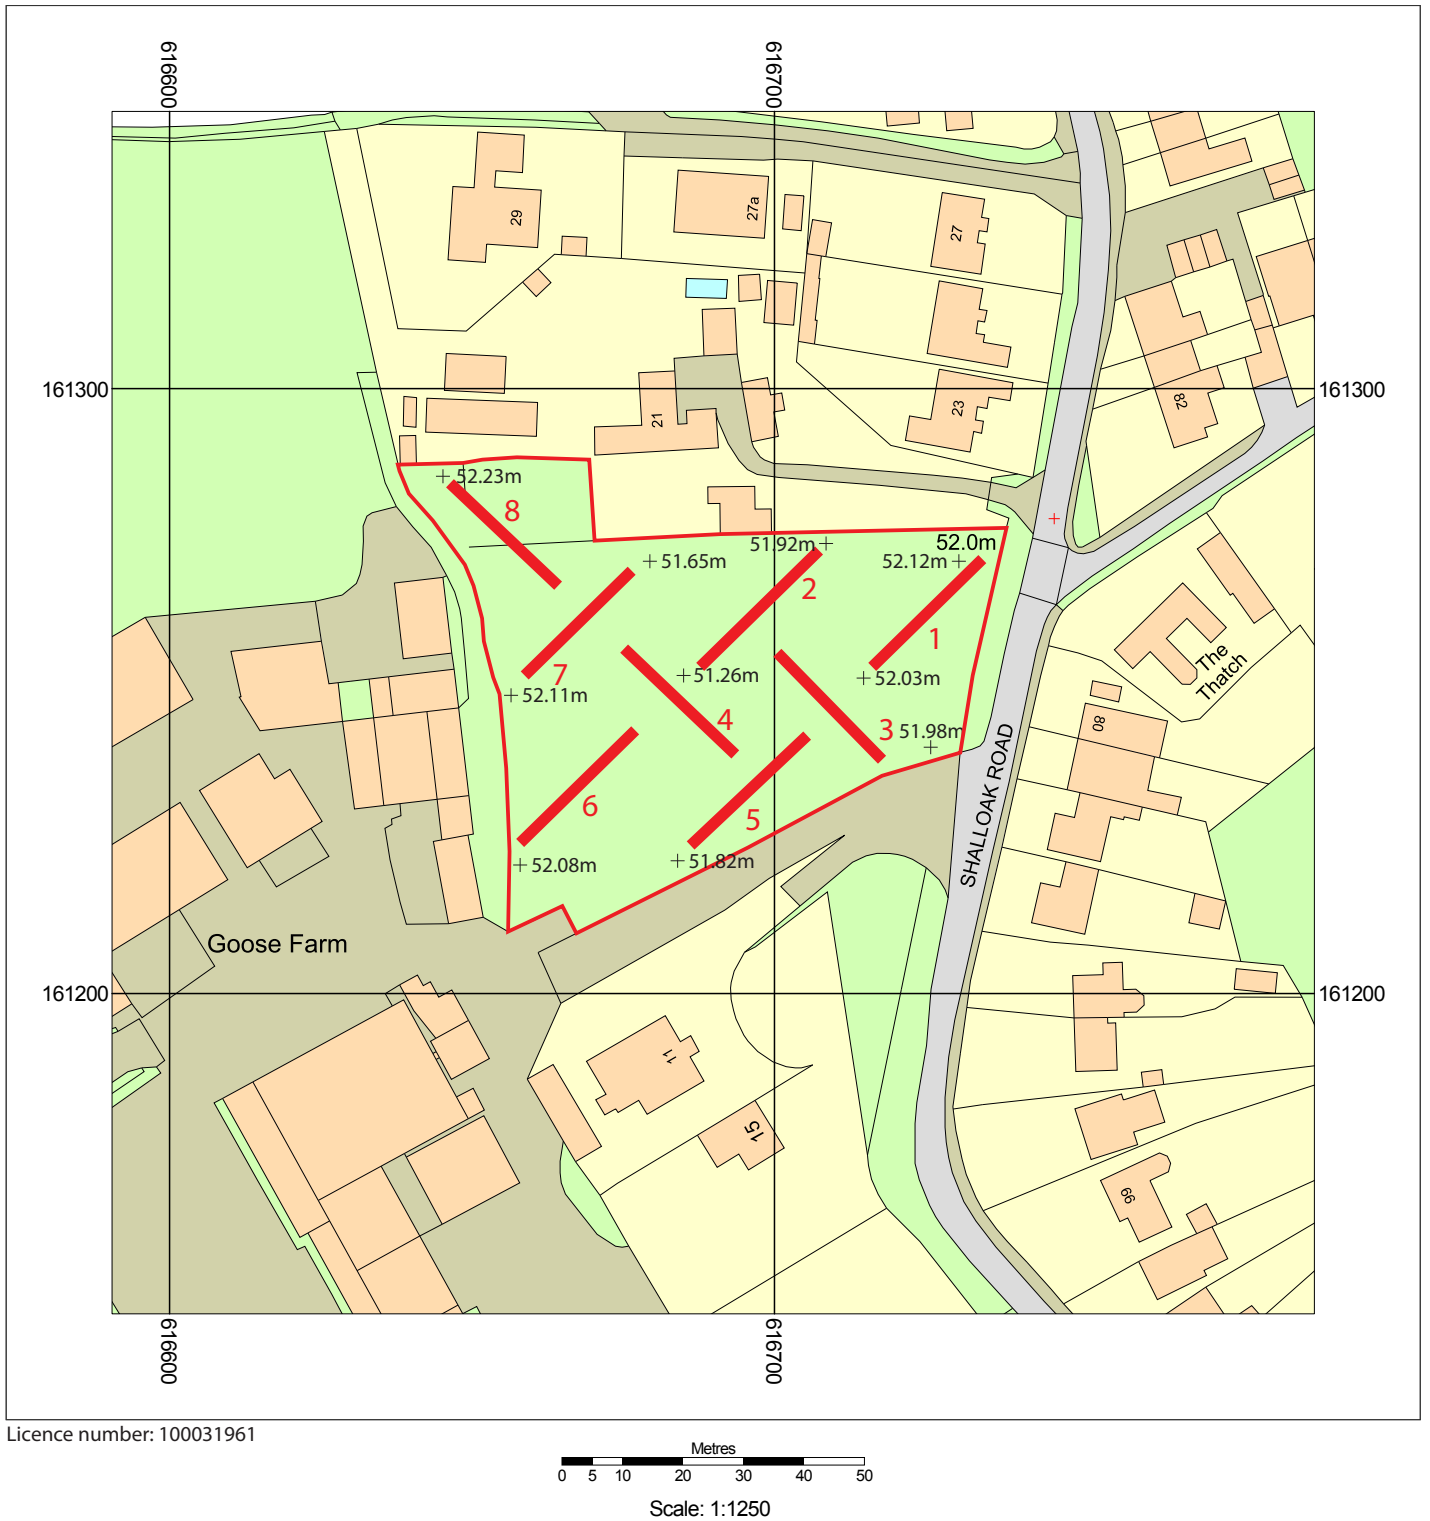 616600
616700
29
27a
27
161300
161300
21
23
82
52.23m
8
51.92m
52.0m
51.65m
52.12m
2
1
The
Thatch
7
51.26m
52.03m
52.11m
4
3
51.98m
80
6
5
SHALLOAK ROAD
52.08m
51.82m
Goose Farm
161200
161200
11
15
66
616600
616700
Licence number: 100031961
Metres
0 5 10 20 30 40 50
Scale: 1:1250